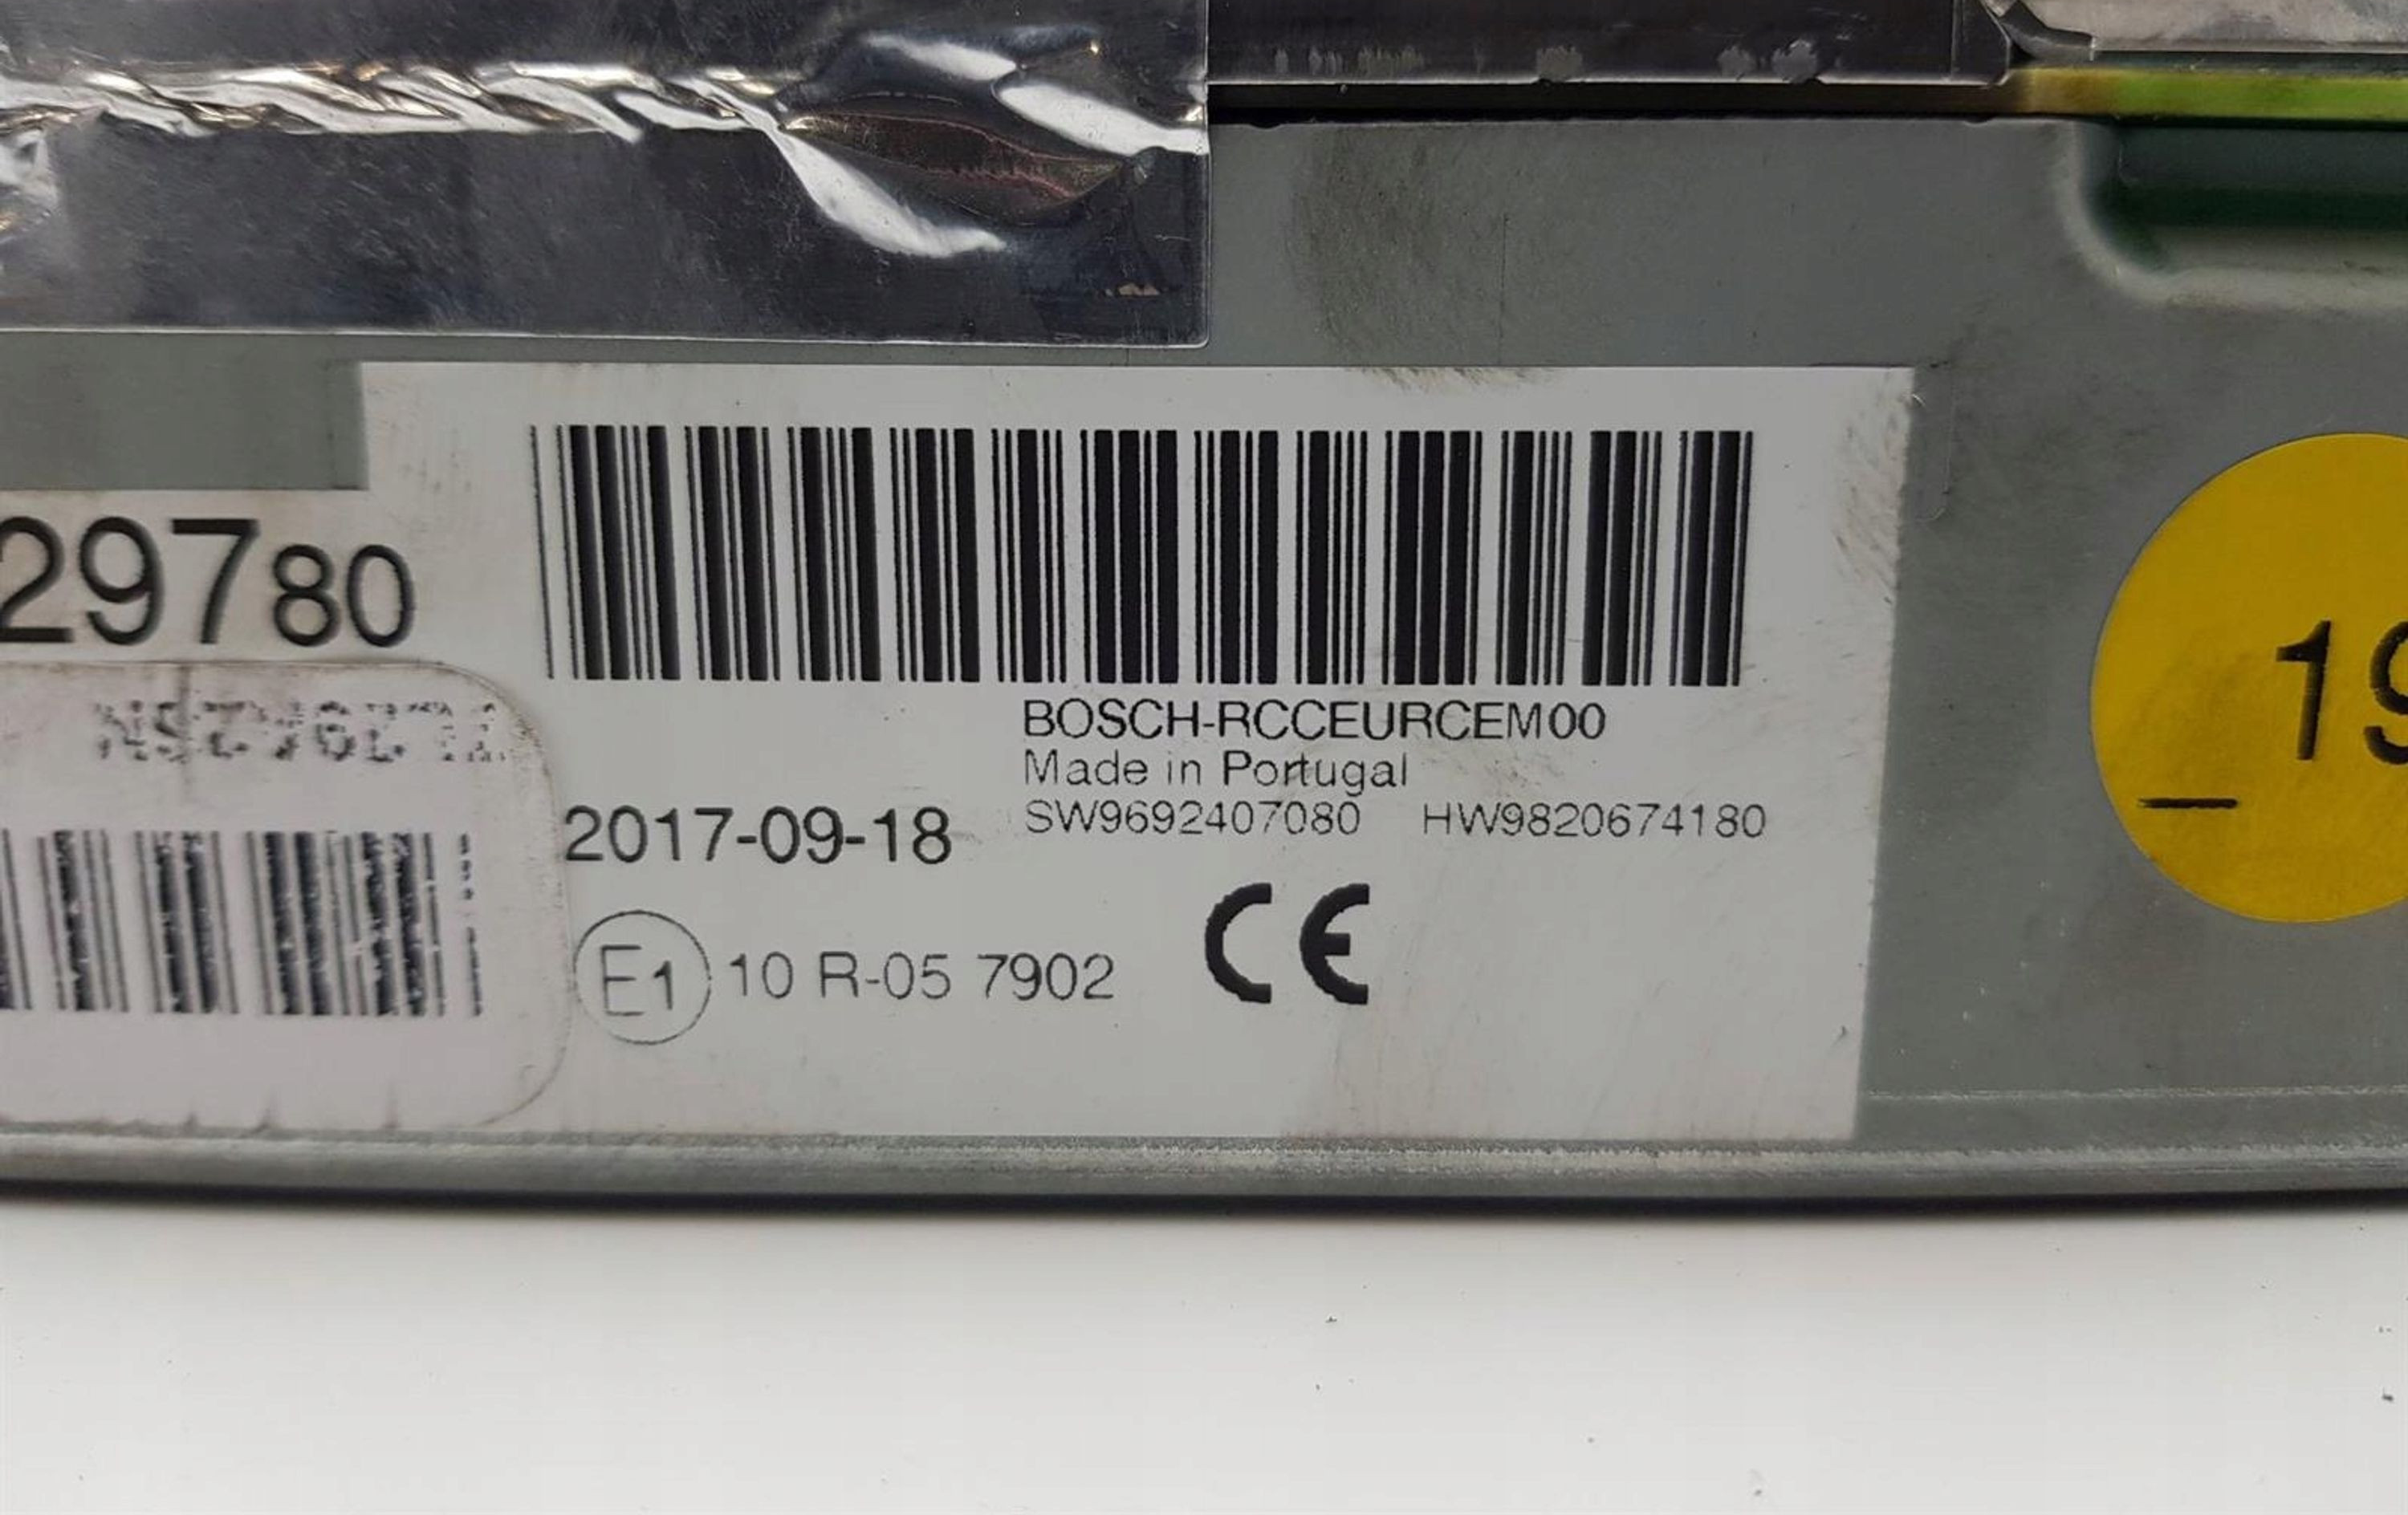 29780
BOSCH-RCCEURCEM00
Made in Portugal
SW9692407080 HW9820674180
2017-09-18
E1 10 R-05 7902
CE
19